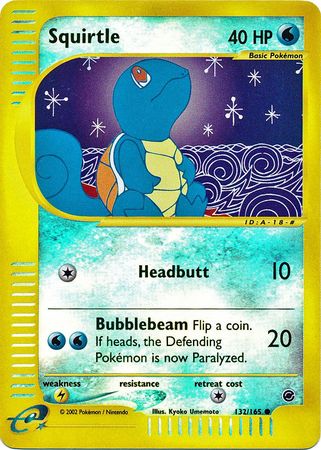 Squirtle 40 HP
Basic Pokémon
ID:A-18-#
Headbutt 10
Bubblebeam Flip a coin.
If heads, the Defending 20
Pokémon is now Paralyzed.
weakness resistance retreat cost
© 2002 Pokémon / Nintendo Illus. Kyoko Umemoto 132/165
e